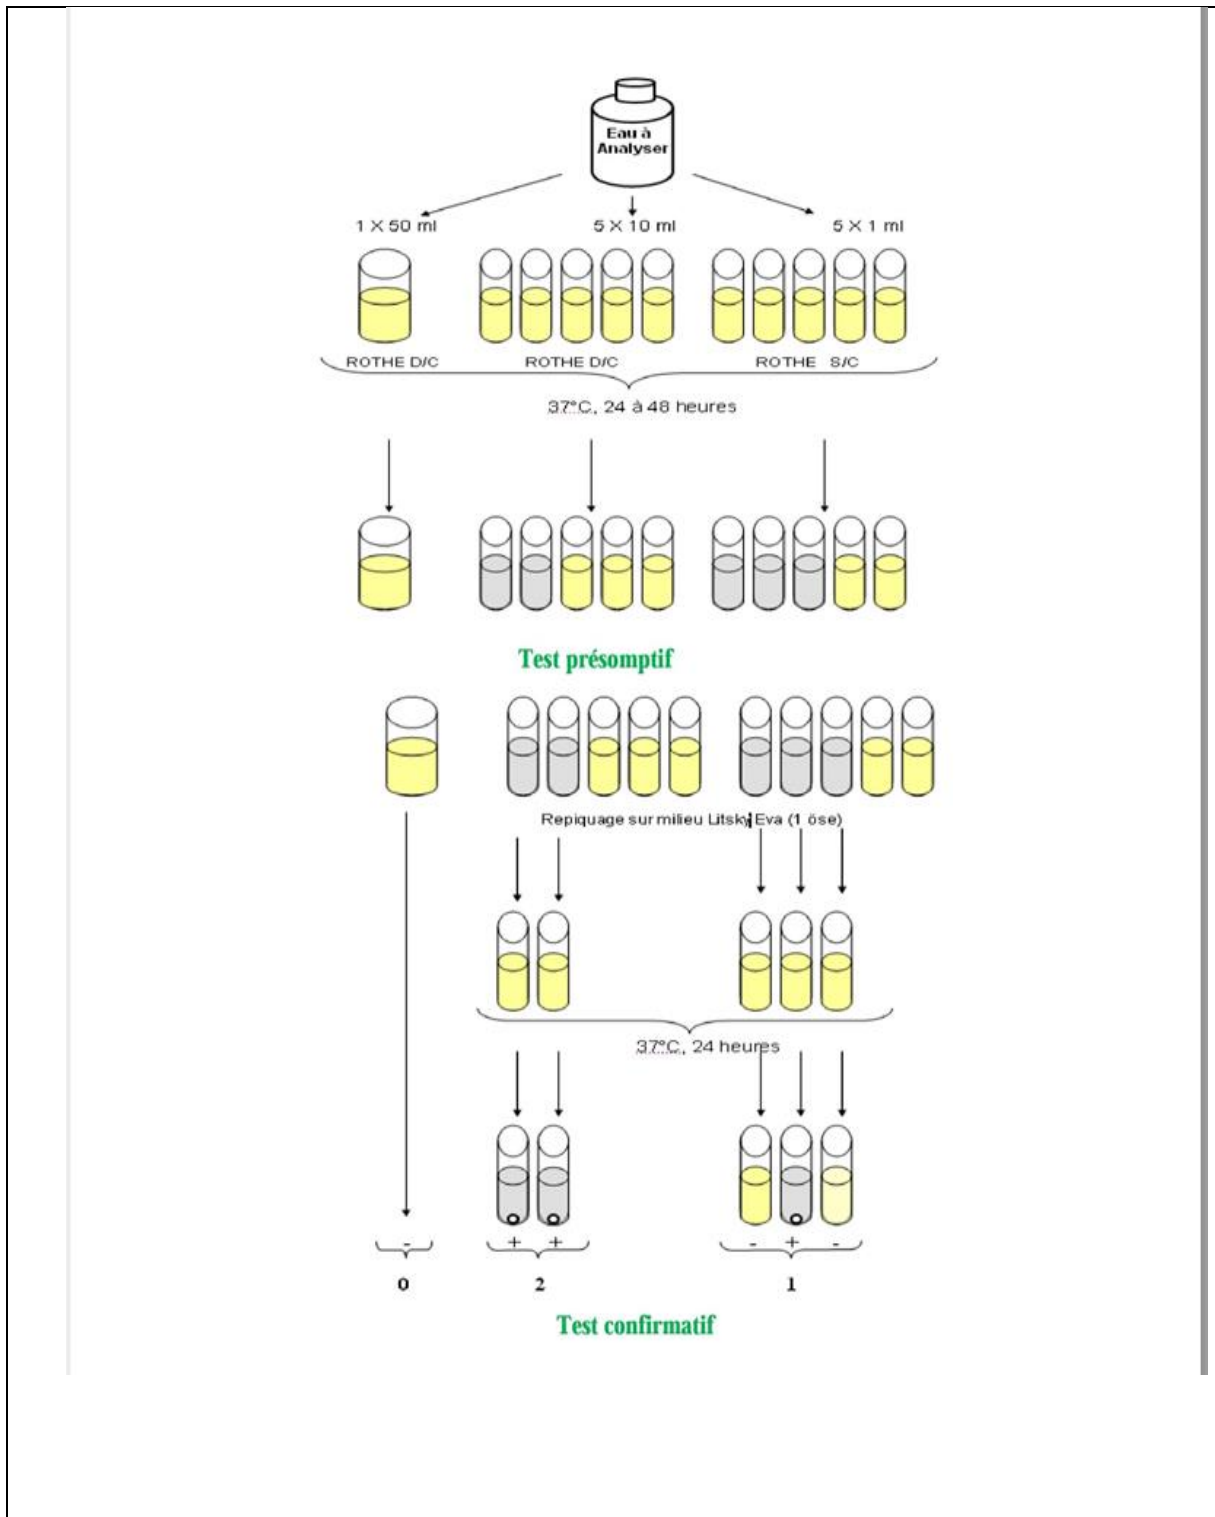 Eau à
Analyser
1 X 50 ml 5 X 10 ml 5 X 1 ml
ROTHE D/C ROTHE D/C ROTHE S/C
37°C, 24 à 48 heures
Test présomptif
Repiquage sur milieu Litsky Eva (1 öse)
37°C, 24 heures
- + + - + -
0 2 1
Test confirmatif